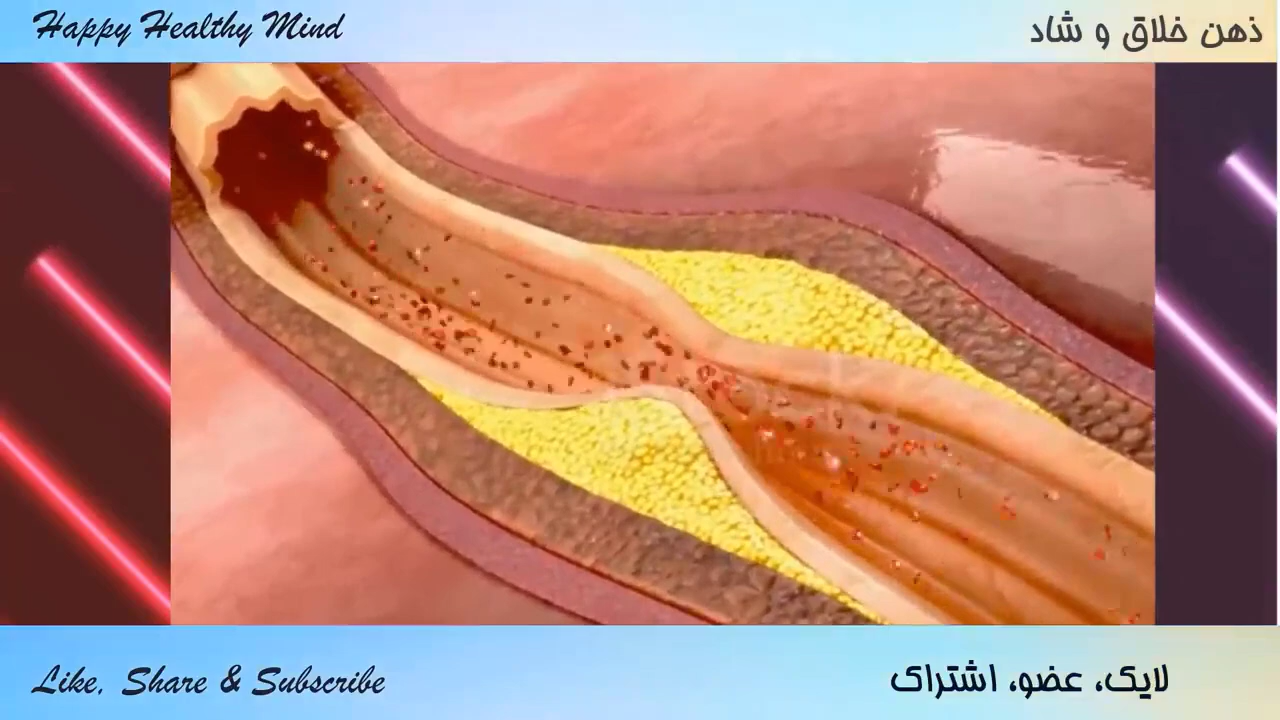 Happy Healthy Mind
ذهن خلاق و شاد
Like, Share & Subscribe
لایک، عضو، اشتراک